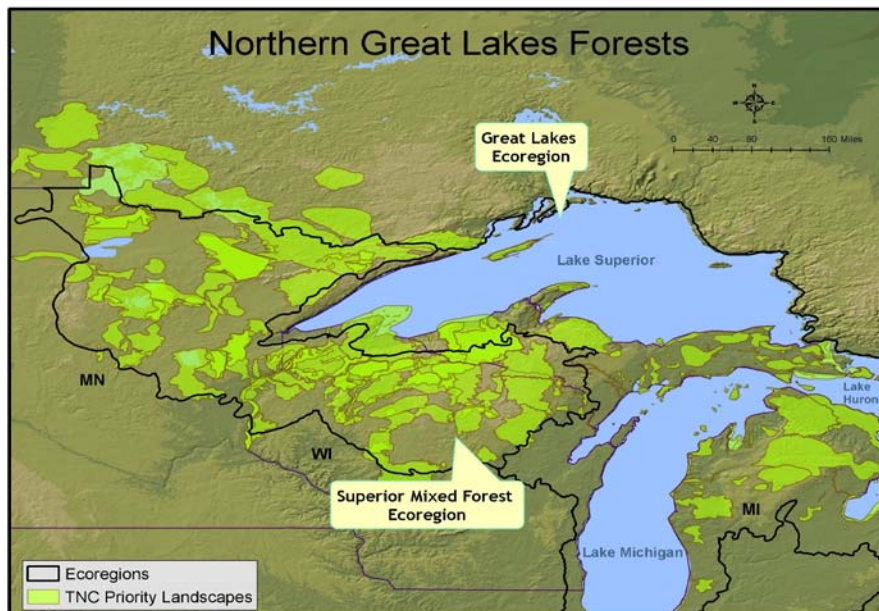 Northern Great Lakes Forests
N
W E
S
0 40 80 160 Miles
Great Lakes
Ecoregion
Lake Superior
MN
WI
Lake
Huron
Superior Mixed Forest
Ecoregion
MI
Lake Michigan
Ecoregions
TNC Priority Landscapes